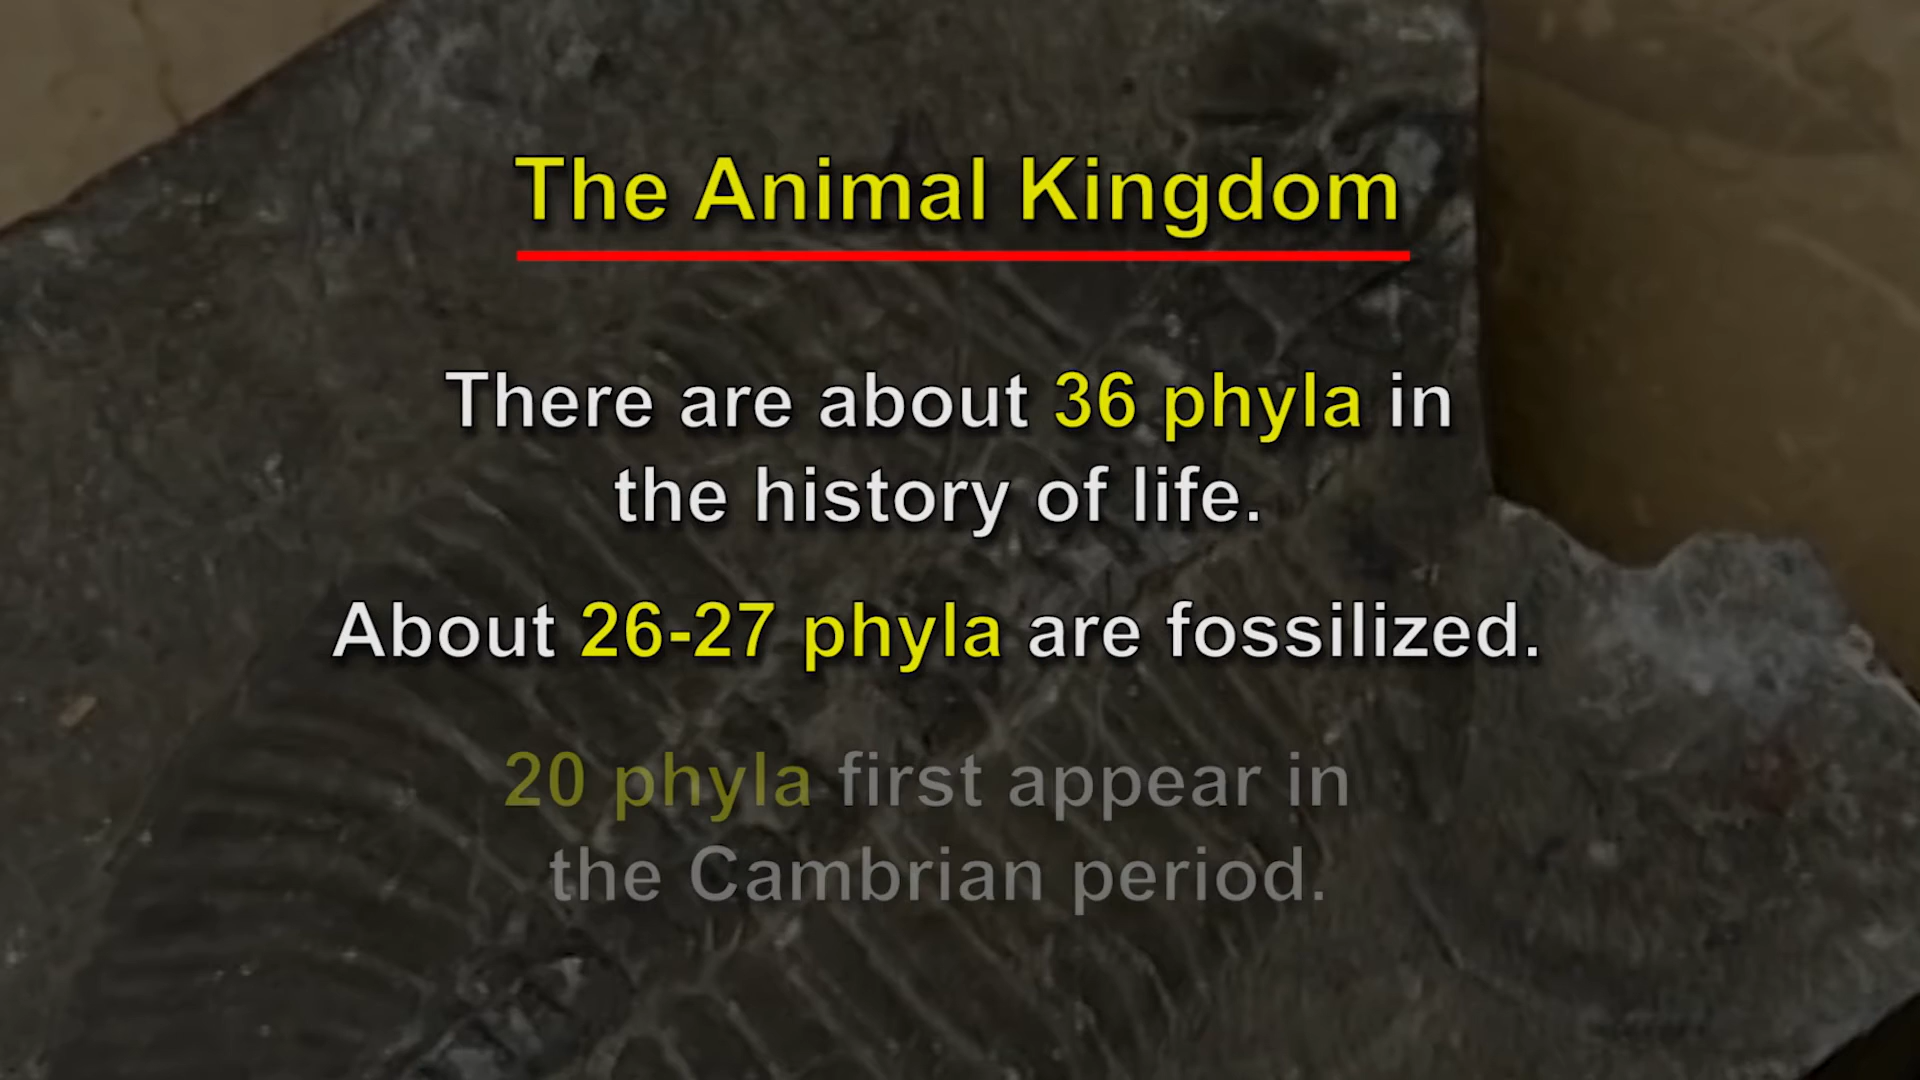 The Animal Kingdom
There are about 36 phyla in
the history of life.
About 26-27 phyla are fossilized.
20 phyla first appear in
the Cambrian period.